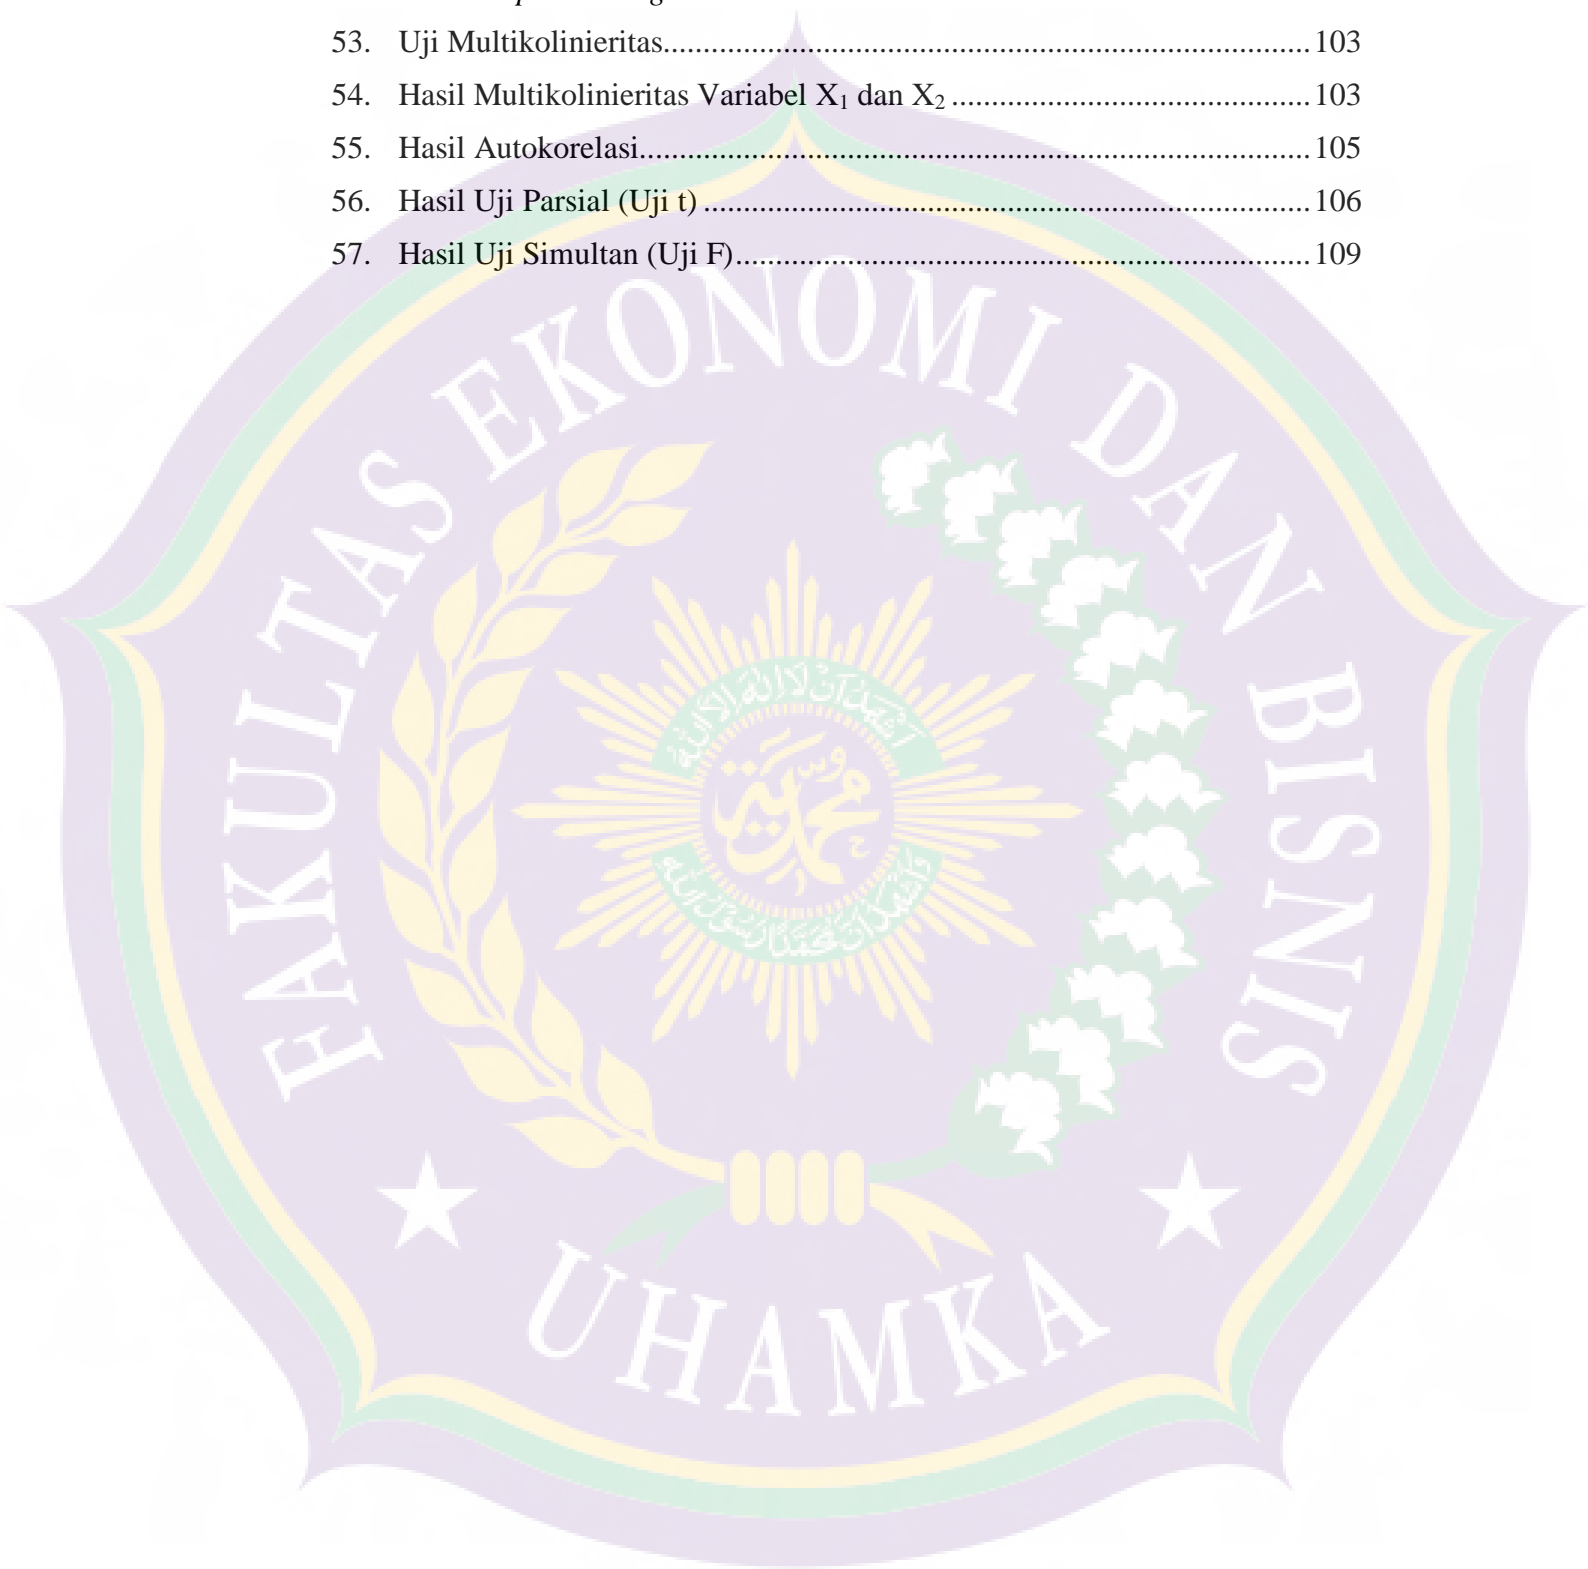 53. Uji Multikolinieritas................................................................................103
54. Hasil Multikolinieritas Variabel X₁ dan X₂............................................103
55. Hasil Autokorelasi...................................................................................105
56. Hasil Uji Parsial (Uji t)............................................................................106
57. Hasil Uji Simultan (Uji F).......................................................................109
FAKULTAS EKONOMI DAN BISNIS
محمدية
UHAMKA